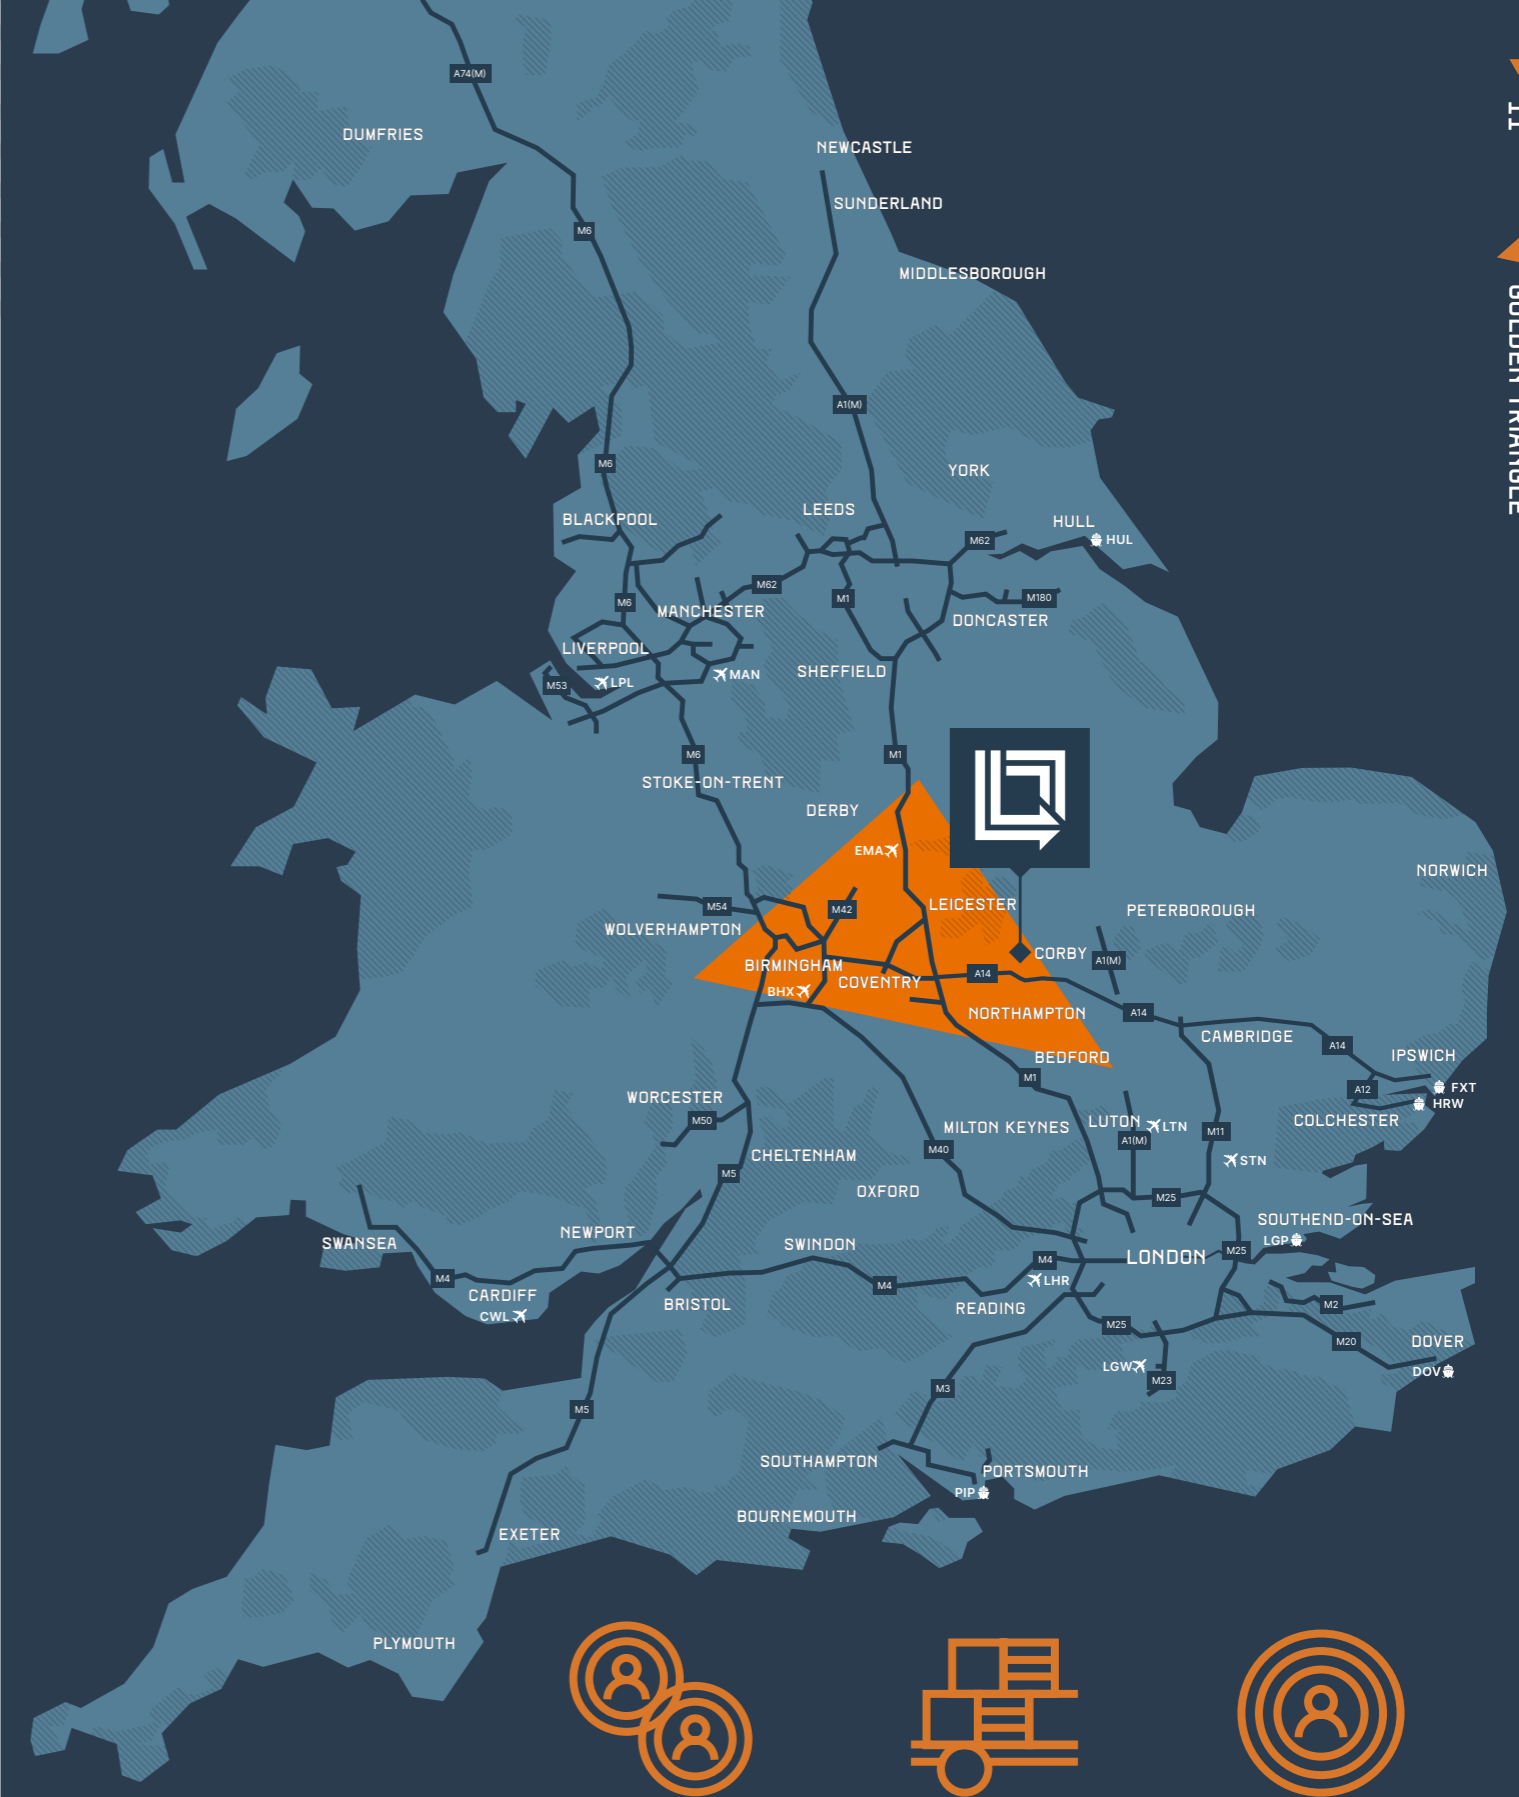 A74(M)
DUMFRIES
NEWCASTLE
SUNDERLAND
M6
MIDDLESBOROUGH
GOLDEN TRIANGLE
A1(M)
M6
YORK
LEEDS
BLACKPOOL
HULL
M62
HUL
M62
M6
M1
M180
MANCHESTER
DONCASTER
LIVERPOOL
SHEFFIELD
MAN
LPL
M53
M6
M1
STOKE-ON-TRENT
DERBY
EMA
NORWICH
M54
M42
LEICESTER
PETERBOROUGH
WOLVERHAMPTON
CORBY
A1(M)
BIRMINGHAM
A14
COVENTRY
BHX
NORTHAMPTON
A14
CAMBRIDGE
A14
BEDFORD
IPSWICH
M1
FXT
A12
HRW
WORCESTER
M50
MILTON KEYNES
LUTON
LTN
COLCHESTER
A1(M)
M11
CHELTENHAM
M40
STN
M5
OXFORD
M25
SOUTHEND-ON-SEA
NEWPORT
LGP
SWANSEA
SWINDON
M25
LONDON
M4
M4
M4
LHR
CARDIFF
BRISTOL
READING
M2
CWL
M25
M20
DOVER
LGW
DOV
M23
M3
M5
SOUTHAMPTON
PORTSMOUTH
PIP
BOURNEMOUTH
EXETER
PLYMOUTH